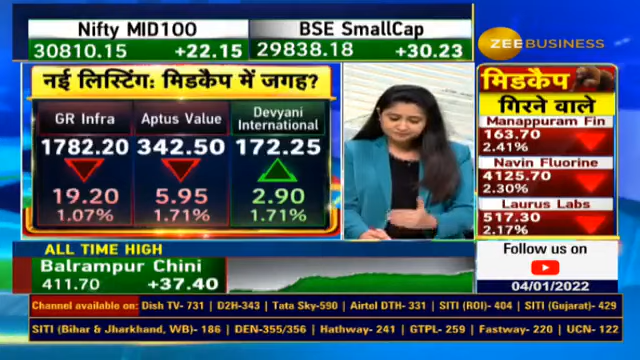 Nifty MID100
30810.15 +22.15
BSE SmallCap
29838.18 +30.23
ZEE BUSINESS
नई लिस्टिंग: मिडकैप में जगह?
GR Infra
1782.20
19.20
1.07%
Aptus Value
342.50
5.95
1.71%
Devyani
International
172.25
2.90
1.71%
मिडकैप
गिरने वाले
Manappuram Fin
163.70
2.41%
Navin Fluorine
4125.70
2.30%
Laurus Labs
517.30
2.17%
ALL TIME HIGH
Balrampur Chini
411.70 +37.40
Follow us on
04/01/2022
Channel available on: Dish TV- 731 | D2H-343 | Tata Sky-590 | Airtel DTH- 331 | SITI (ROI)- 404 | SITI (Gujarat)- 429
SITI (Bihar & Jharkhand, WB)- 186 | DEN-355/356 | Hathway- 241 | GTPL- 259 | Fastway- 220 | UCN- 122